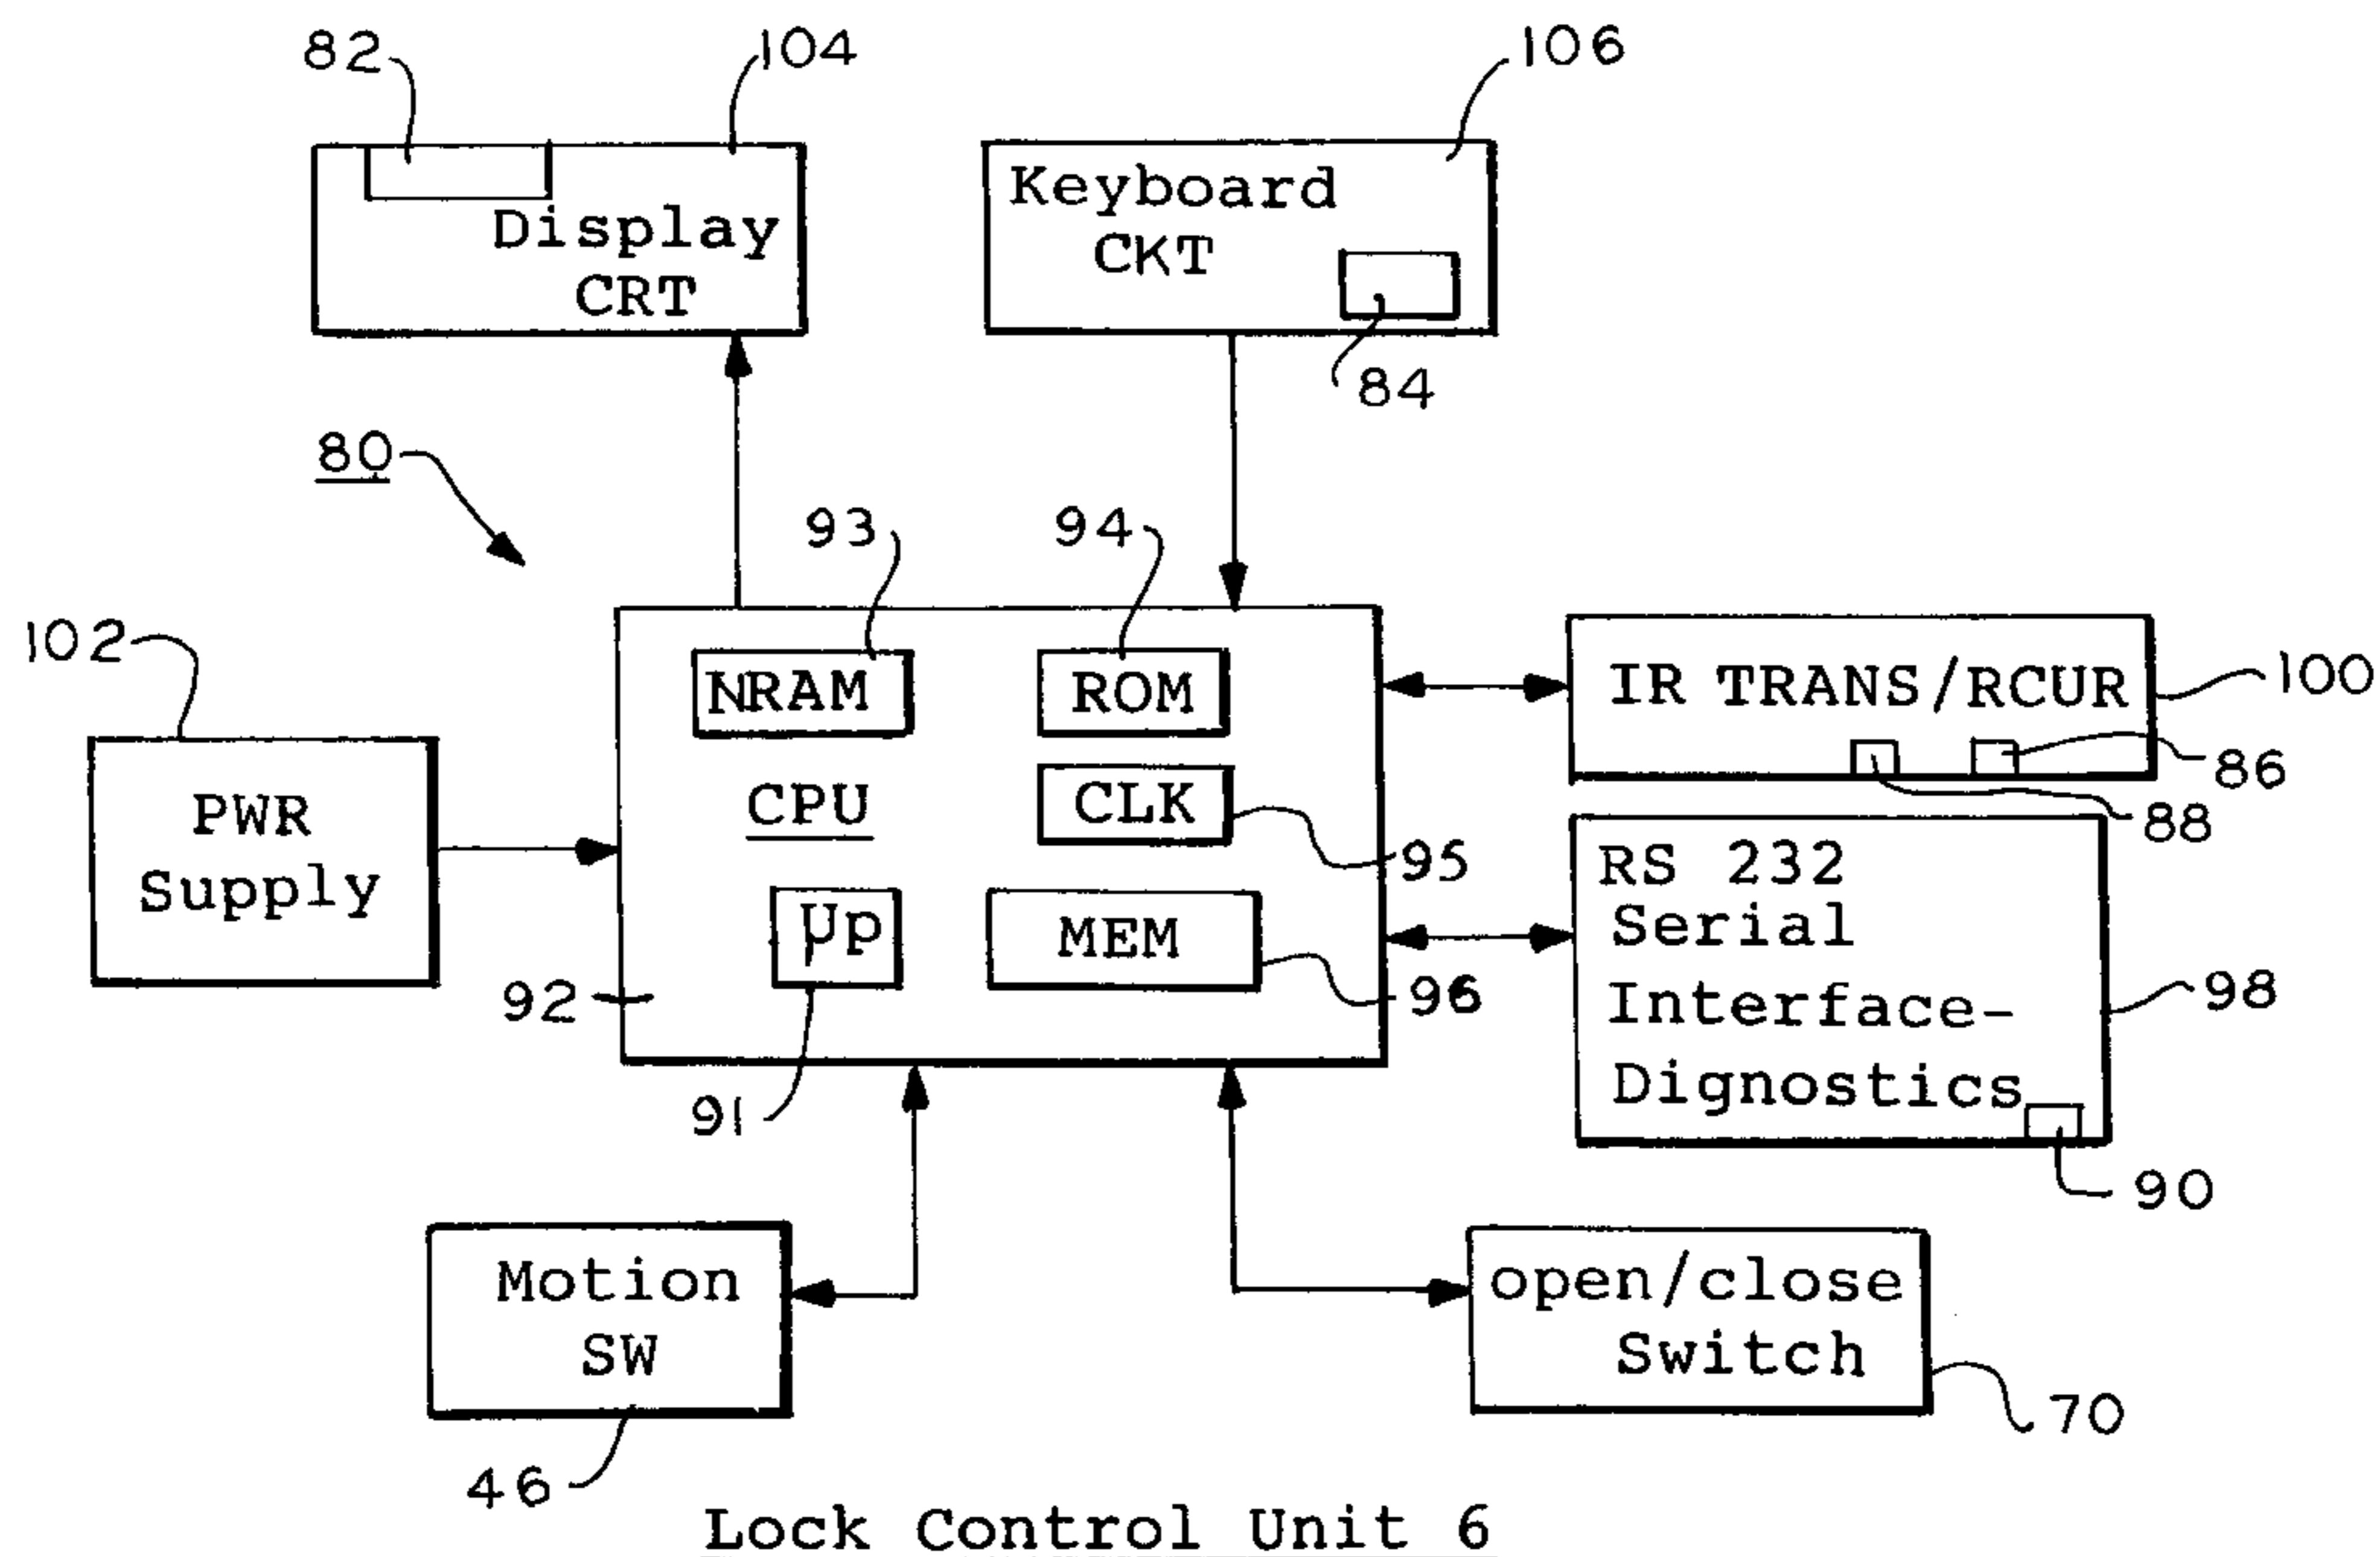 82
104
106
Display
CRT
Keyboard
CKT
84
80
93
94
102
NRAM
ROM
IR TRANS/RCUR
100
86
88
PWR
Supply
CPU
CLK
95
Up
MEM
96
92
91
RS 232
Serial
Interface-
Dignostics
98
90
Motion
SW
46
open/close
Switch
70
Lock Control Unit 6